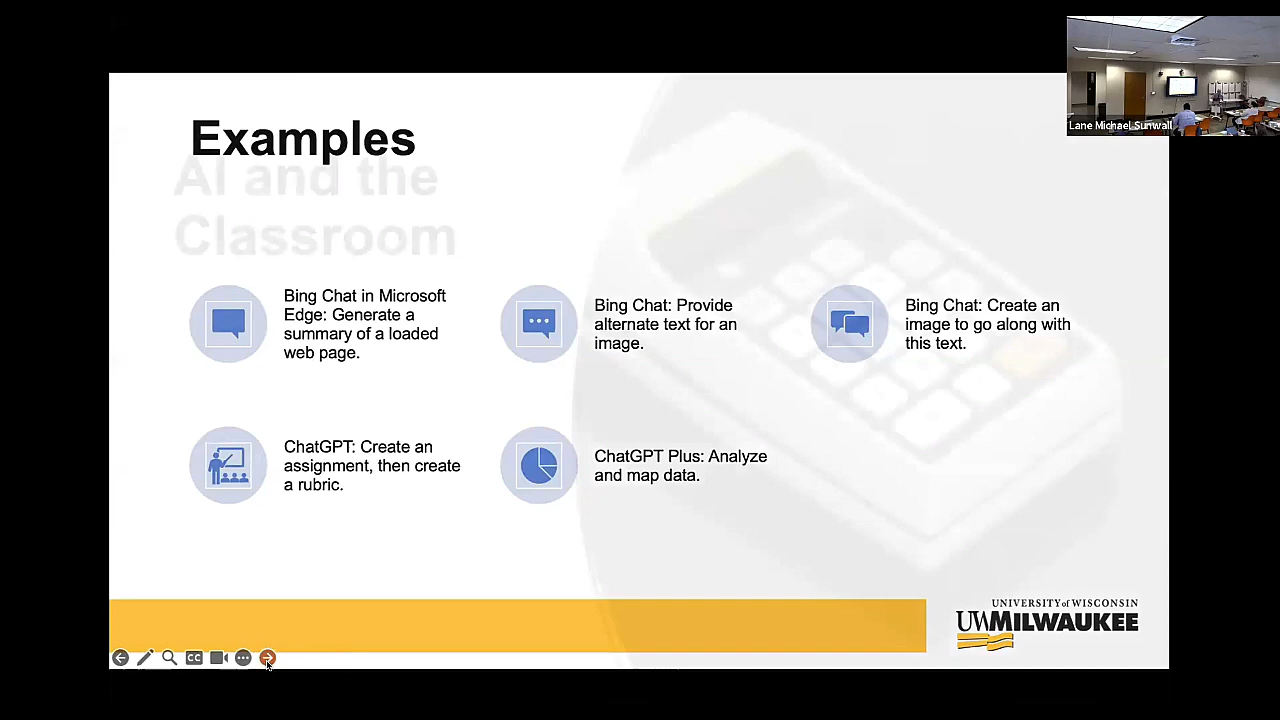 Lane Michael Sunwall
Examples
AI and the
Classroom
Bing Chat in Microsoft
Edge: Generate a
summary of a loaded
web page.
Bing Chat: Provide
alternate text for an
image.
Bing Chat: Create an
image to go along with
this text.
ChatGPT: Create an
assignment, then create
a rubric.
ChatGPT Plus: Analyze
and map data.
UNIVERSITY of WISCONSIN
UWMILWAUKEE
CC